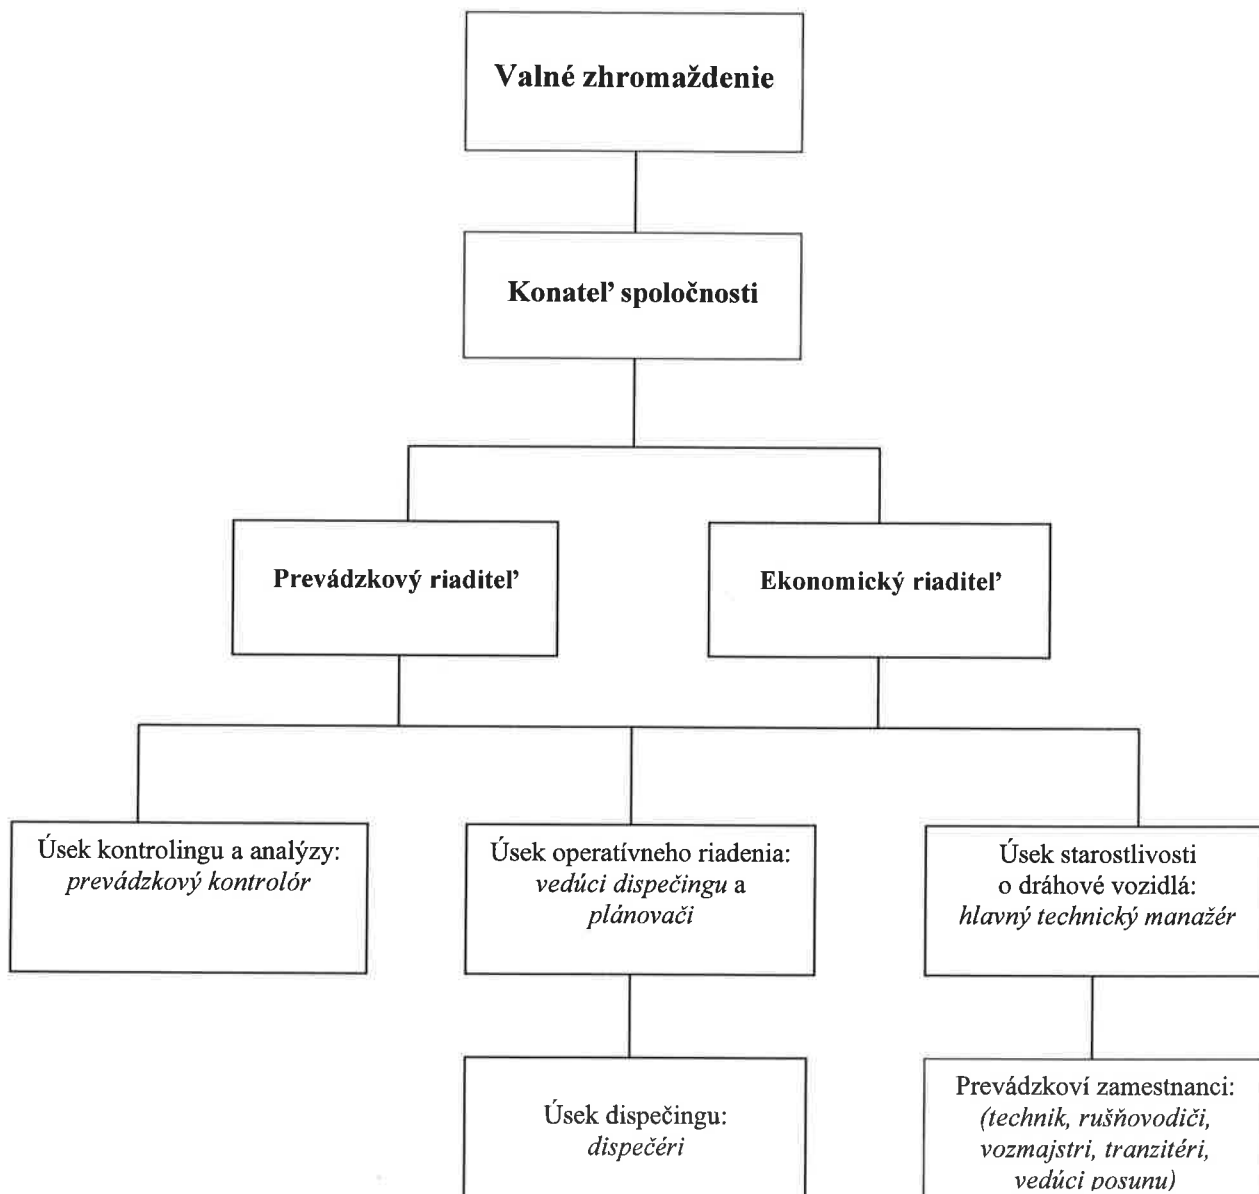 Valné zhromaždenie
Konateľ spoločnosti
Prevádzkový riaditeľ
Ekonomický riaditeľ
Úsek kontrolingu a analýzy:
prevádzkový kontrolór
Úsek operatívneho riadenia:
vedúci dispečingu a
plánovači
Úsek starostlivosti
o dráhové vozidlá:
hlavný technický manažér
Úsek dispečingu:
dispečéri
Prevádzkoví zamestnanci:
(technik, rušňovodiči,
vozmajstri, tranzitéri,
vedúci posunu)